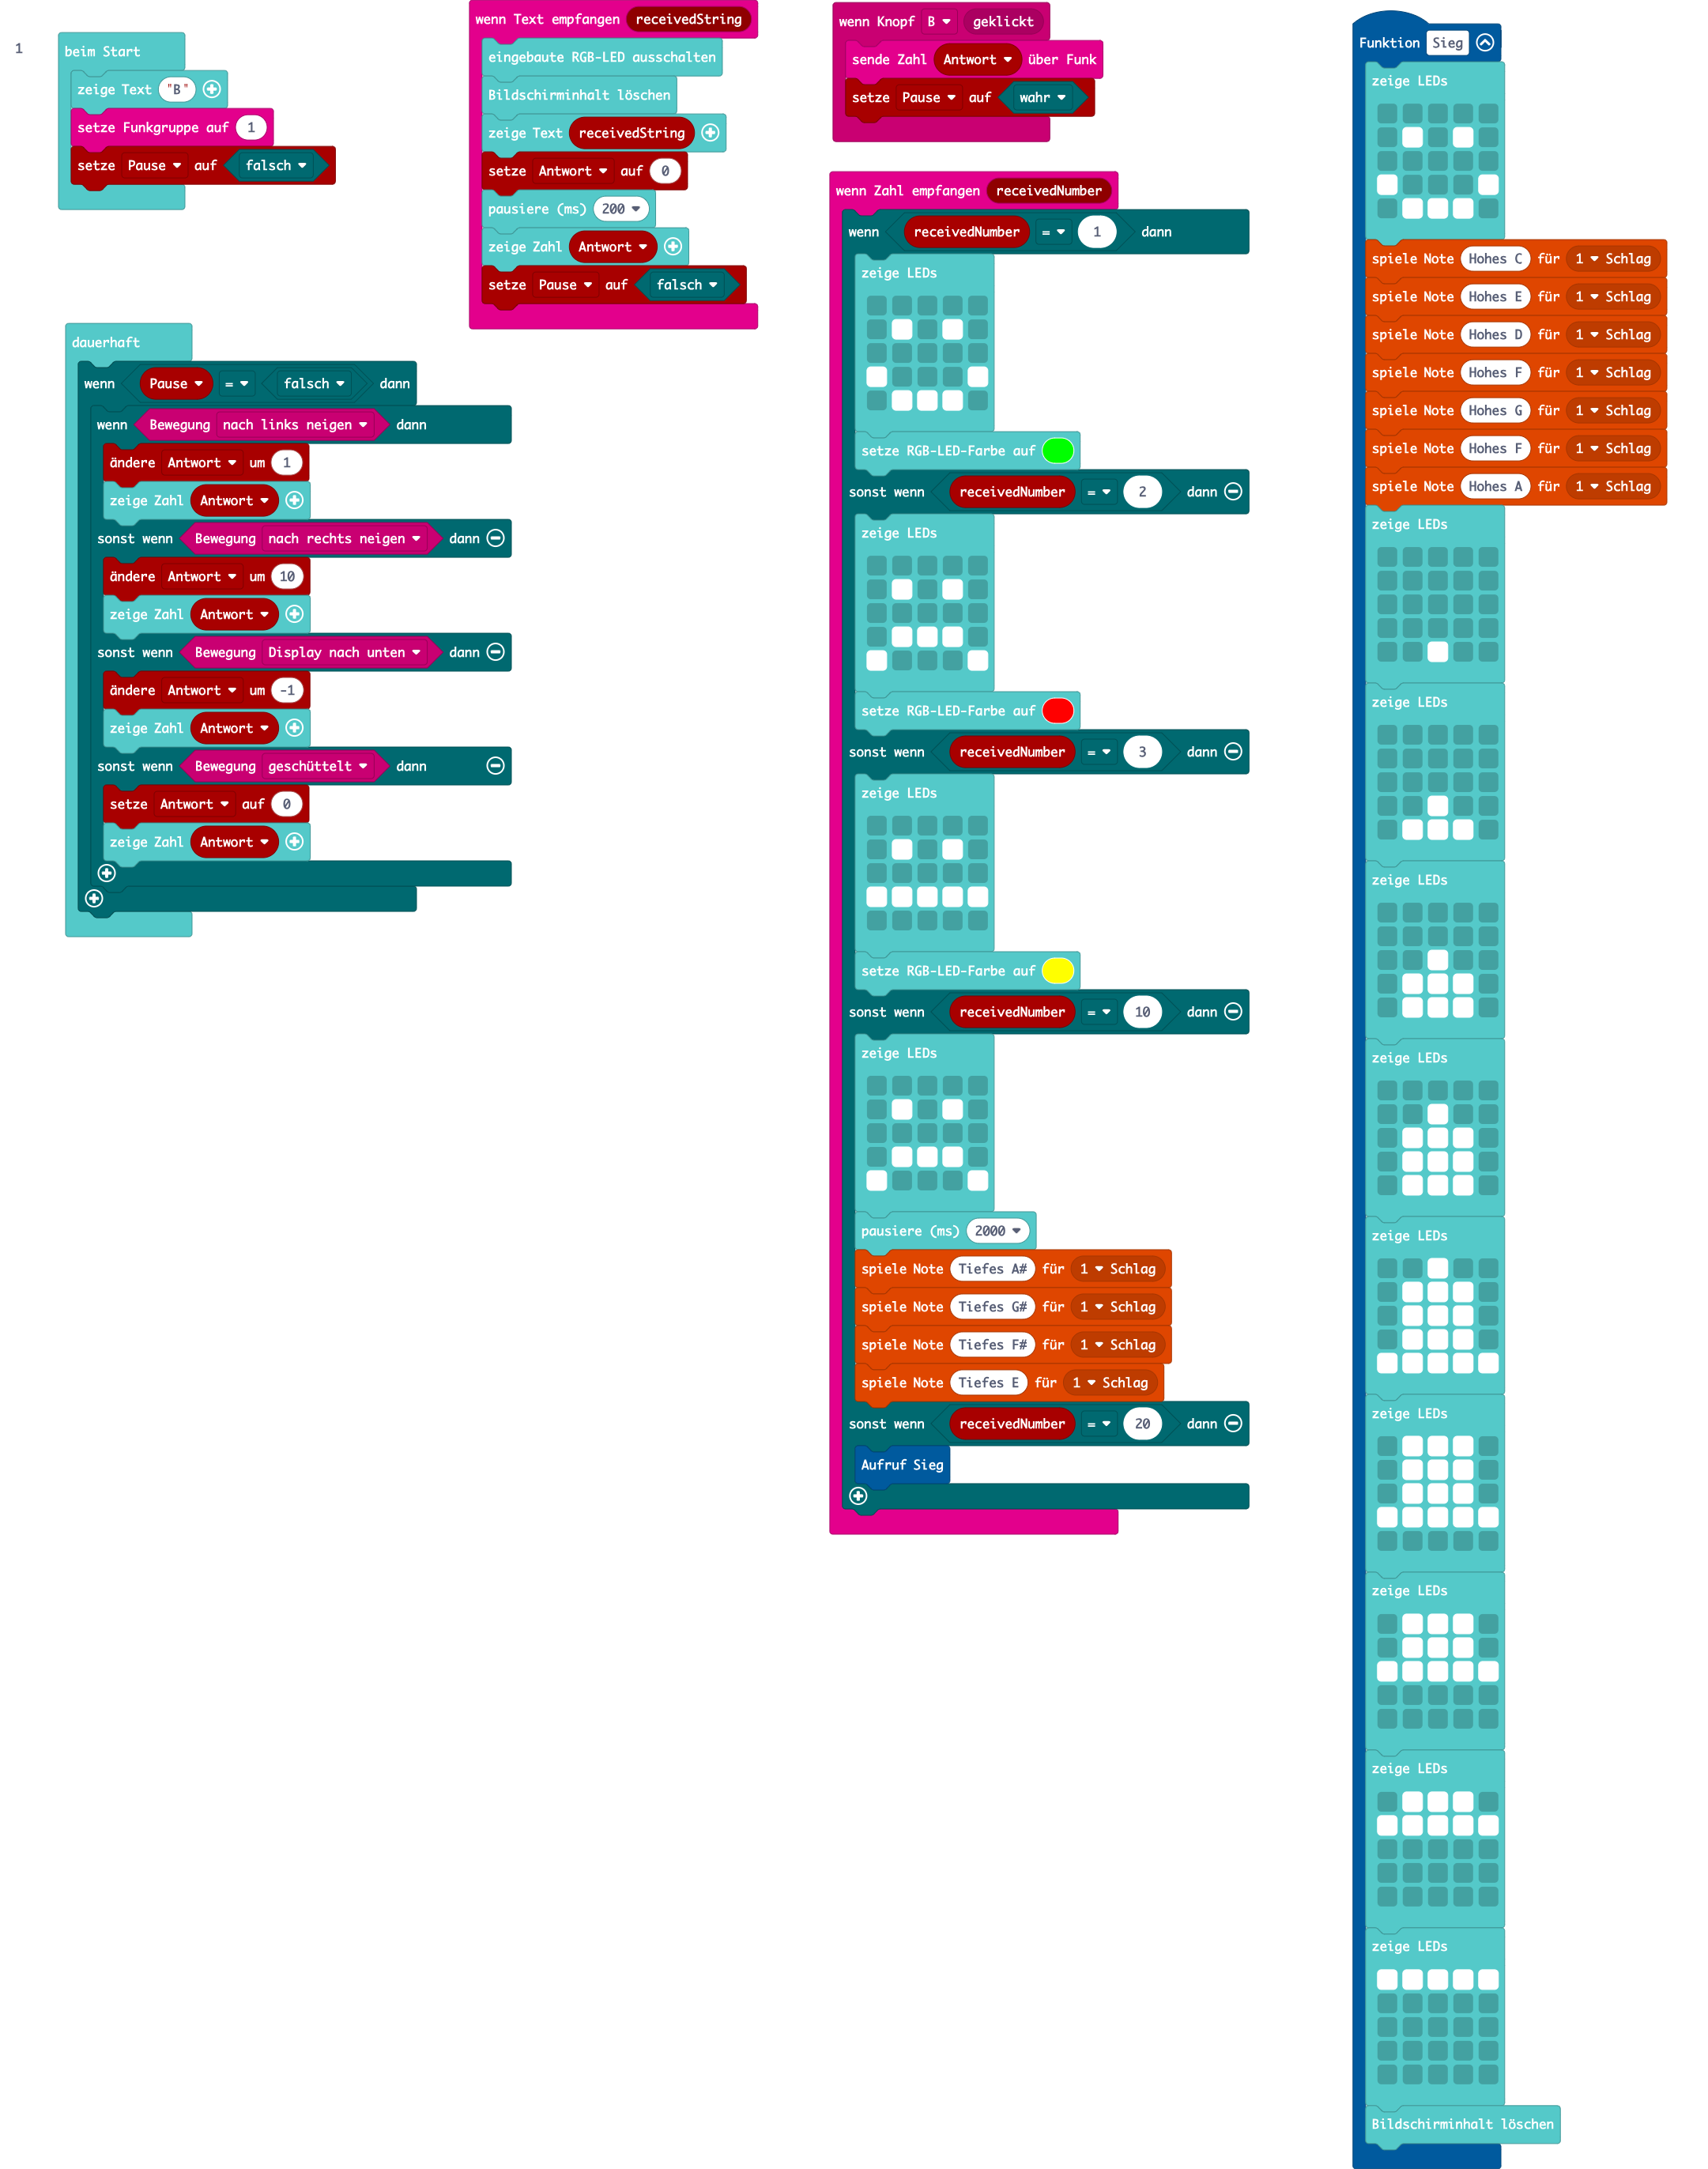 1
beim Start
zeige Text "B"
setze Funkgruppe auf 1
setze Pause auf falsch
dauerhaft
wenn Pause = falsch dann
wenn Bewegung nach links neigen dann
ändere Antwort um 1
zeige Zahl Antwort
sonst wenn Bewegung nach rechts neigen dann
ändere Antwort um 10
zeige Zahl Antwort
sonst wenn Bewegung Display nach unten dann
ändere Antwort um -1
zeige Zahl Antwort
sonst wenn Bewegung geschüttelt dann
setze Antwort auf 0
zeige Zahl Antwort
wenn Text empfangen receivedString
eingebaute RGB-LED ausschalten
Bildschirminhalt löschen
zeige Text receivedString
setze Antwort auf 0
pausiere (ms) 200
zeige Zahl Antwort
setze Pause auf falsch
wenn Knopf B geklickt
sende Zahl Antwort über Funk
setze Pause auf wahr
wenn Zahl empfangen receivedNumber
wenn receivedNumber = 1 dann
zeige LEDs
setze RGB-LED-Farbe auf
sonst wenn receivedNumber = 2 dann
zeige LEDs
setze RGB-LED-Farbe auf
sonst wenn receivedNumber = 3 dann
zeige LEDs
setze RGB-LED-Farbe auf
sonst wenn receivedNumber = 10 dann
zeige LEDs
pausiere (ms) 2000
spiele Note Tiefes A# für 1 Schlag
spiele Note Tiefes G# für 1 Schlag
spiele Note Tiefes F# für 1 Schlag
spiele Note Tiefes E für 1 Schlag
sonst wenn receivedNumber = 20 dann
Aufruf Sieg
Funktion Sieg
zeige LEDs
spiele Note Hohes C für 1 Schlag
spiele Note Hohes E für 1 Schlag
spiele Note Hohes D für 1 Schlag
spiele Note Hohes F für 1 Schlag
spiele Note Hohes G für 1 Schlag
spiele Note Hohes F für 1 Schlag
spiele Note Hohes A für 1 Schlag
zeige LEDs
zeige LEDs
zeige LEDs
zeige LEDs
zeige LEDs
zeige LEDs
zeige LEDs
zeige LEDs
zeige LEDs
Bildschirminhalt löschen